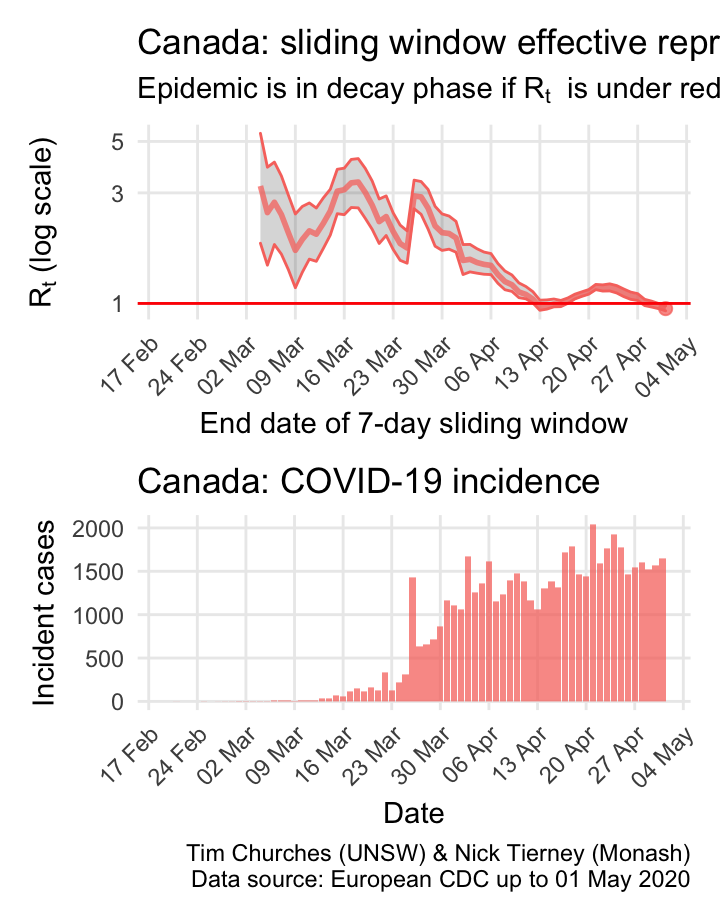 Canada: sliding window effective repr
Epidemic is in decay phase if Rt is under red
5
3
1
Rt (log scale)
17 Feb
24 Feb
02 Mar
09 Mar
16 Mar
23 Mar
30 Mar
06 Apr
13 Apr
20 Apr
27 Apr
04 May
End date of 7-day sliding window
Canada: COVID-19 incidence
2000
1500
1000
500
0
Incident cases
17 Feb
24 Feb
02 Mar
09 Mar
16 Mar
23 Mar
30 Mar
06 Apr
13 Apr
20 Apr
27 Apr
04 May
Date
Tim Churches (UNSW) & Nick Tierney (Monash)
Data source: European CDC up to 01 May 2020